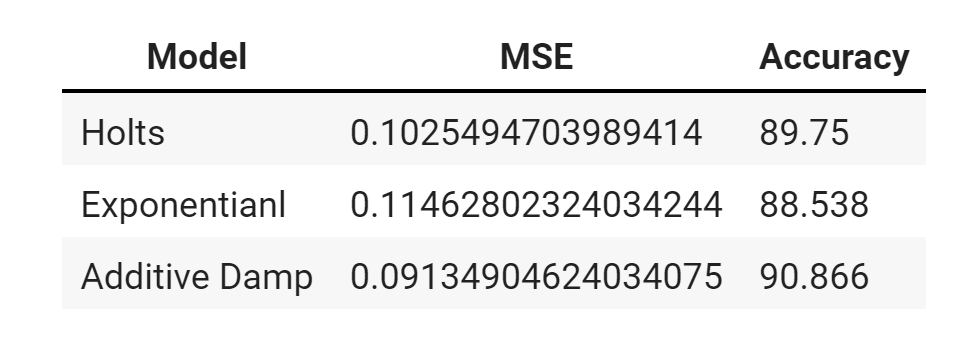 Model MSE Accuracy
Holts 0.1025494703989414 89.75
Exponentianl 0.11462802324034244 88.538
Additive Damp 0.09134904624034075 90.866